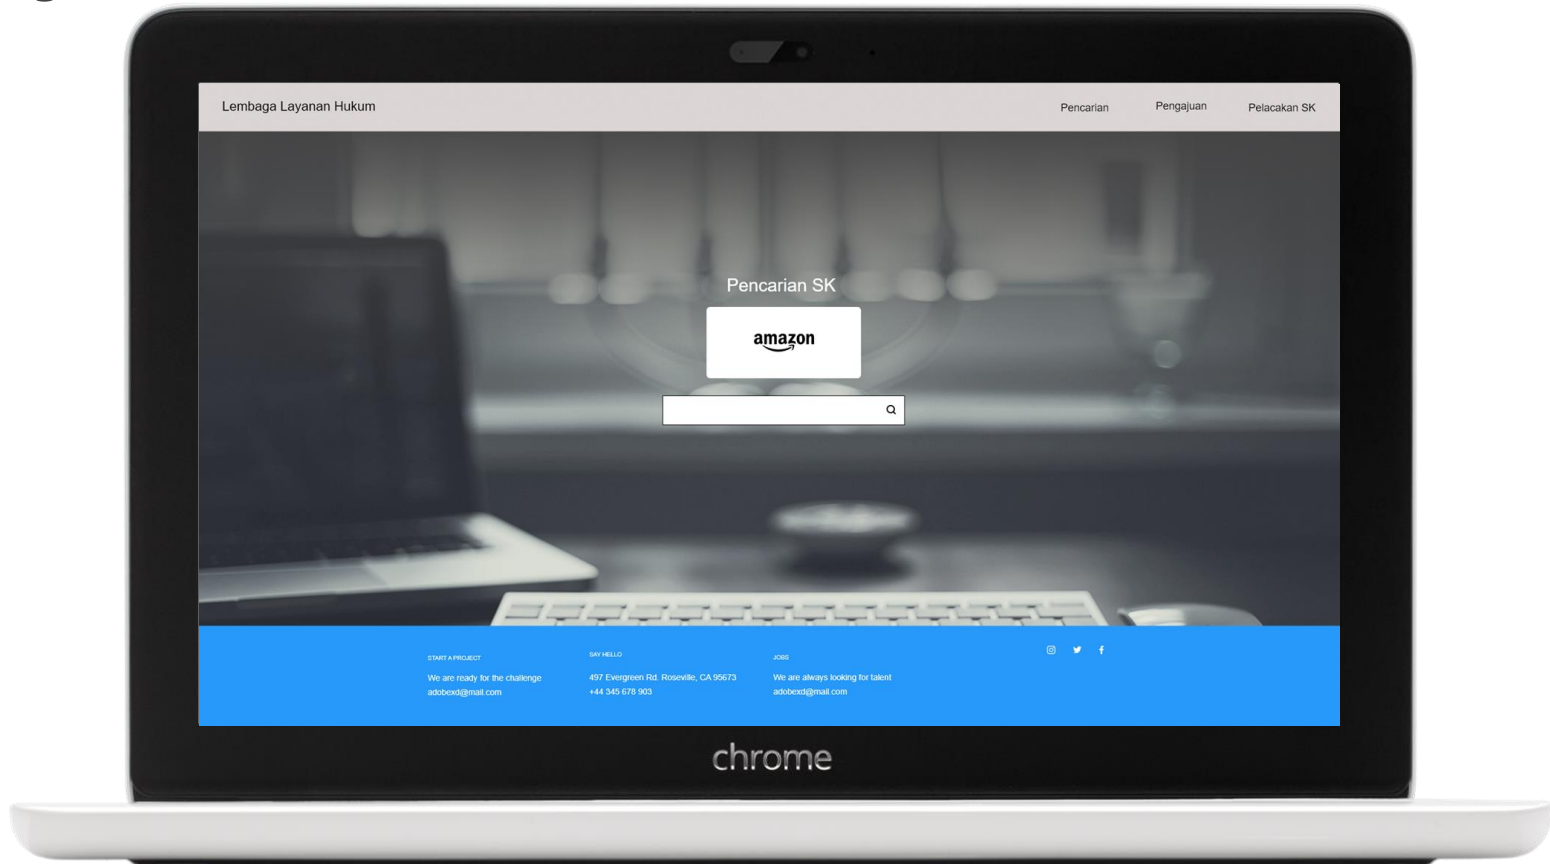 Lembaga Layanan Hukum
Pencarian
Pengajuan
Pelacakan SK
Pencarian SK
amazon
START A PROJECT
We are ready for the challenge
adobexd@mail.com
SAY HELLO
497 Evergreen Rd. Roseville, CA 95673
+44 345 678 903
JOBS
We are always looking for talent
adobexd@mail.com
chrome